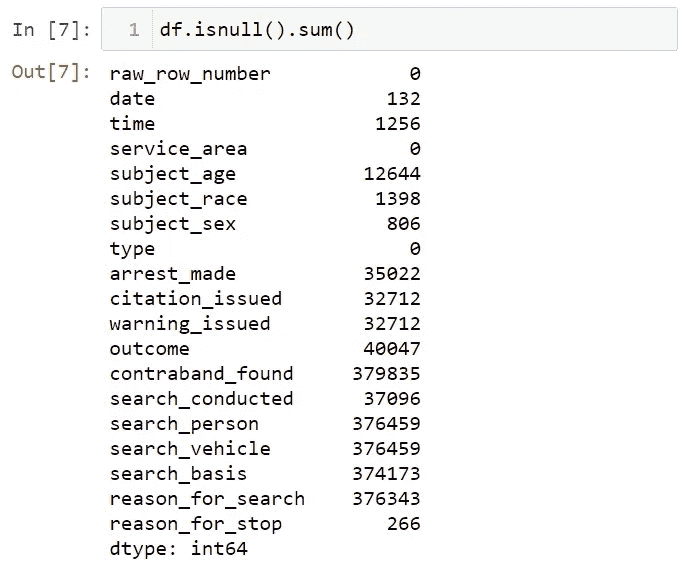 In [7]: 1 df.isnull().sum()
Out[7]: raw_row_number 0
date 132
time 1256
service_area 0
subject_age 12644
subject_race 1398
subject_sex 806
type 0
arrest_made 35022
citation_issued 32712
warning_issued 32712
outcome 40047
contraband_found 379835
search_conducted 37096
search_person 376459
search_vehicle 376459
search_basis 374173
reason_for_search 376343
reason_for_stop 266
dtype: int64